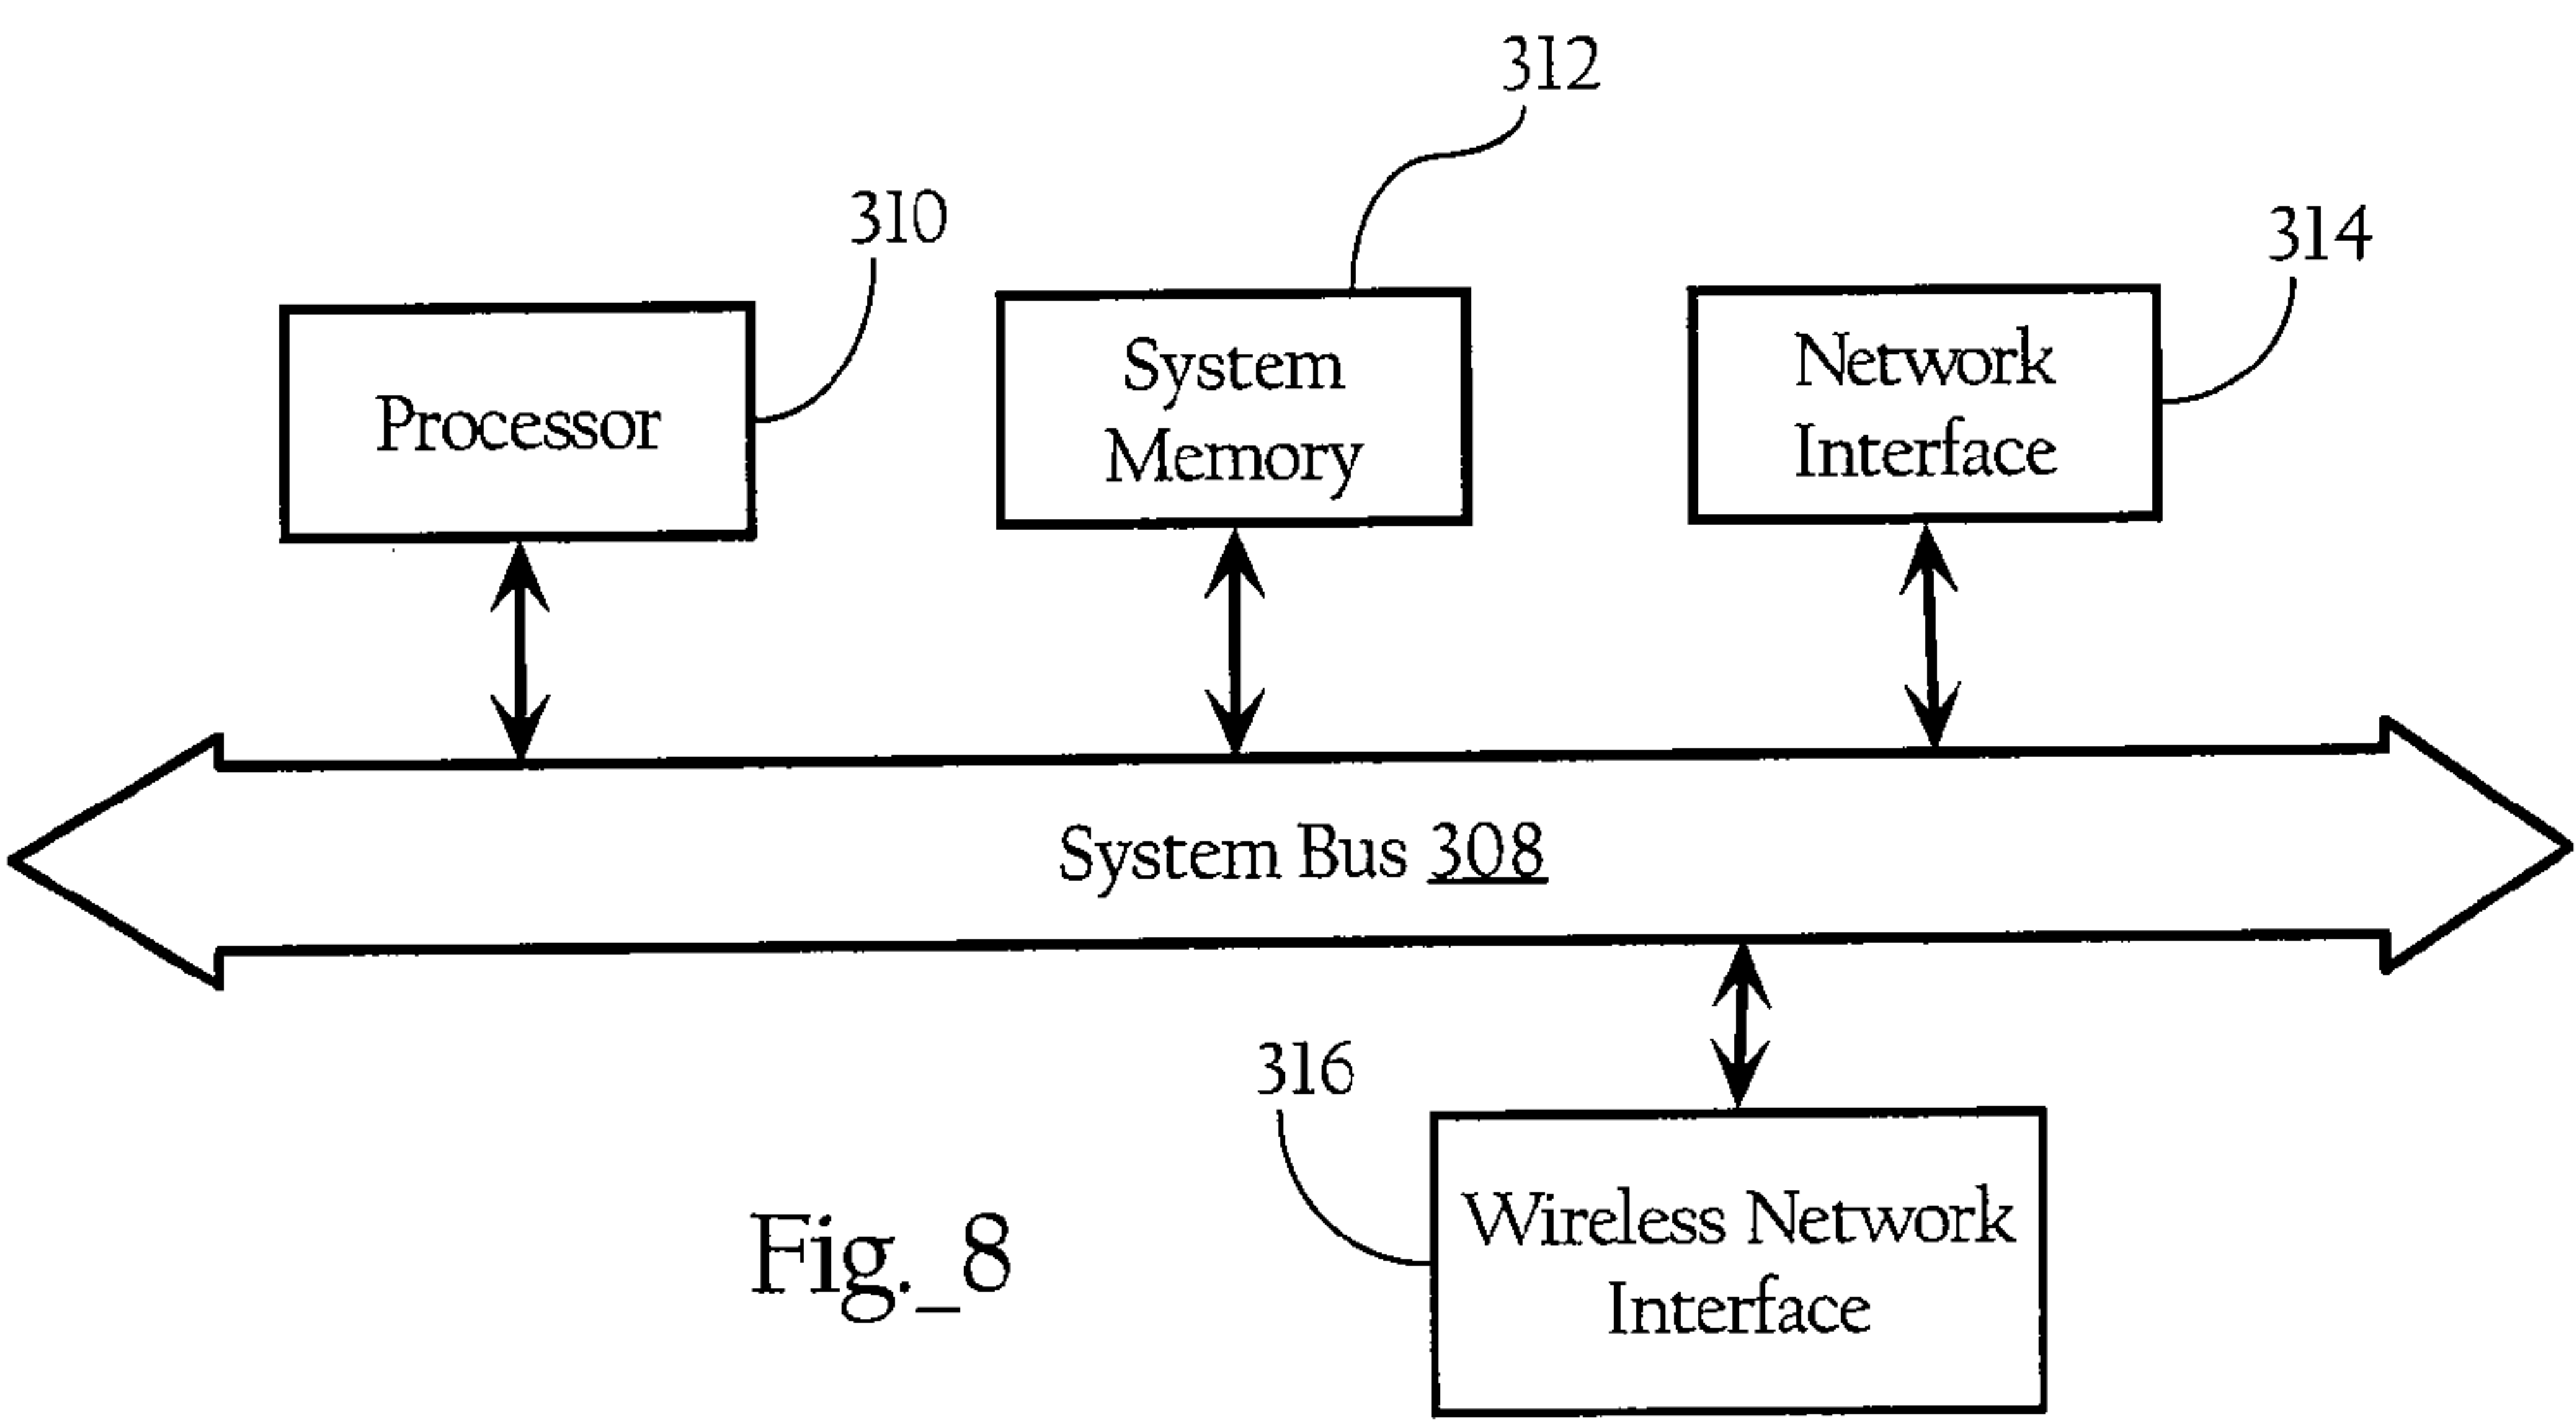 312
310
314
Processor
System
Memory
Network
Interface
System Bus 308
316
Wireless Network
Interface
Fig._8